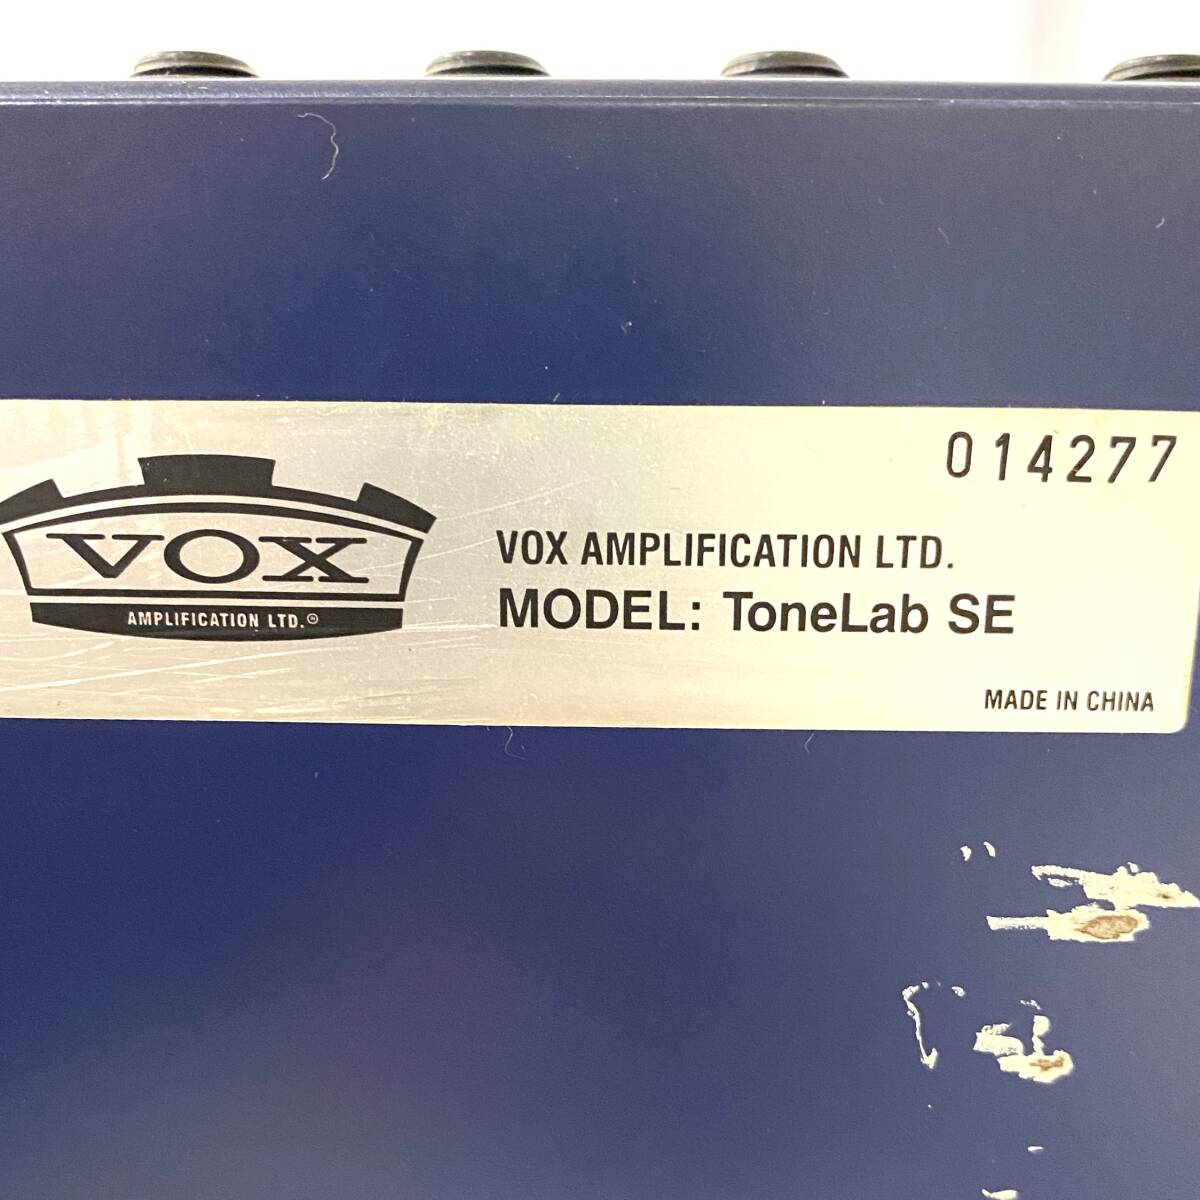 014277
VOX
AMPLIFICATION LTD.©
VOX AMPLIFICATION LTD.
MODEL: ToneLab SE
MADE IN CHINA